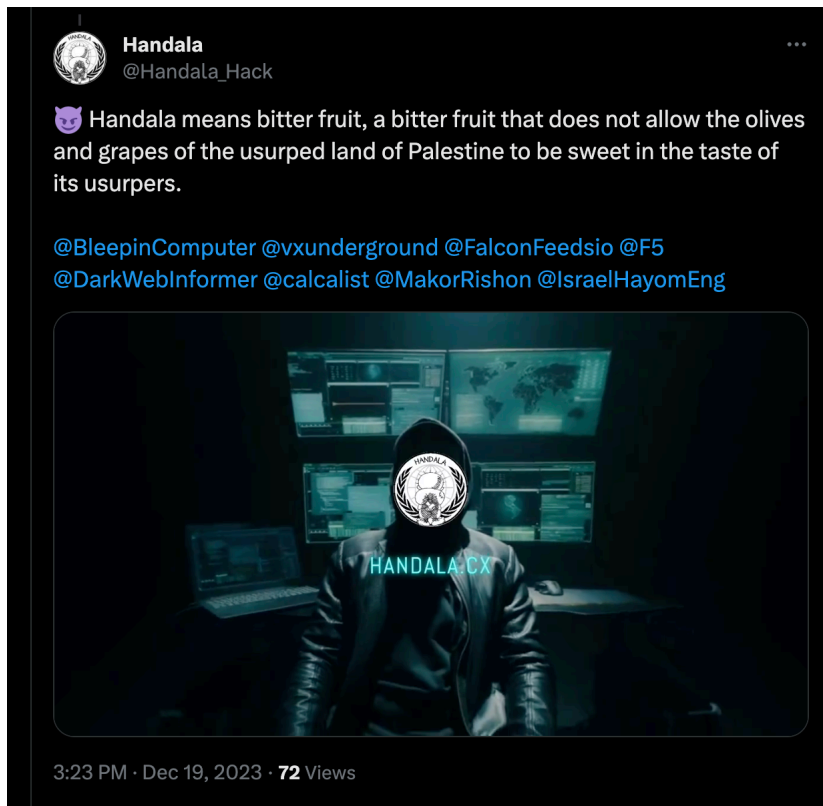 HANDALA
Handala
@Handala_Hack
😈 Handala means bitter fruit, a bitter fruit that does not allow the olives
and grapes of the usurped land of Palestine to be sweet in the taste of
its usurpers.
@BleepinComputer @vxunderground @FalconFeedsio @F5
@DarkWebInformer @calcalist @MakorRishon @IsraelHayomEng
HANDALA
HANDALA.CX
3:23 PM · Dec 19, 2023 · 72 Views